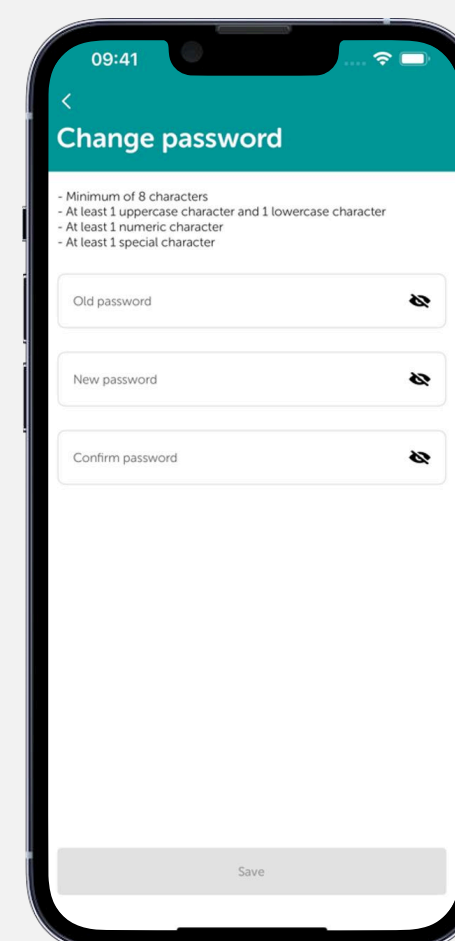 09:41
Change password
- Minimum of 8 characters
- At least 1 uppercase character and 1 lowercase character
- At least 1 numeric character
- At least 1 special character
Old password
New password
Confirm password
Save